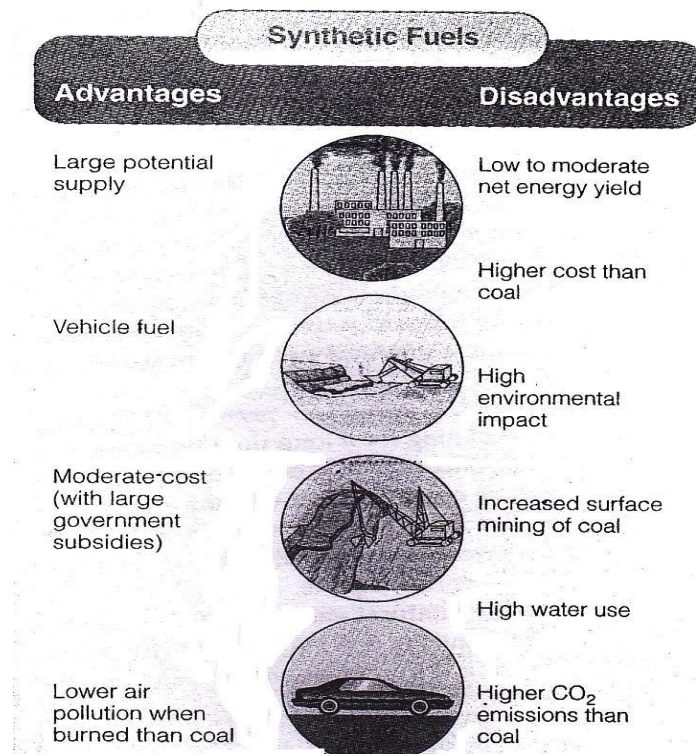 Synthetic Fuels
Advantages
Disadvantages
Large potential
supply
Low to moderate
net energy yield
Higher cost than
coal
Vehicle fuel
High
environmental
impact
Moderate-cost
(with large
government
subsidies)
Increased surface
mining of coal
High water use
Lower air
pollution when
burned than coal
Higher CO₂
emissions than
coal